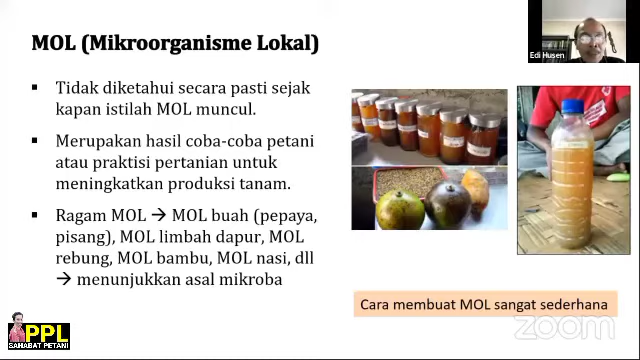 MOL (Mikroorganisme Lokal)
▪ Tidak diketahui secara pasti sejak
kapan istilah MOL muncul.
▪ Merupakan hasil coba-coba petani
atau praktisi pertanian untuk
meningkatkan produksi tanam.
▪ Ragam MOL → MOL buah (pepaya,
pisang), MOL limbah dapur, MOL
rebung, MOL bambu, MOL nasi, dll
→ menunjukkan asal mikroba
Edi Husen
Cara membuat MOL sangat sederhana
zoom
PPL
SAHABAT PETANI